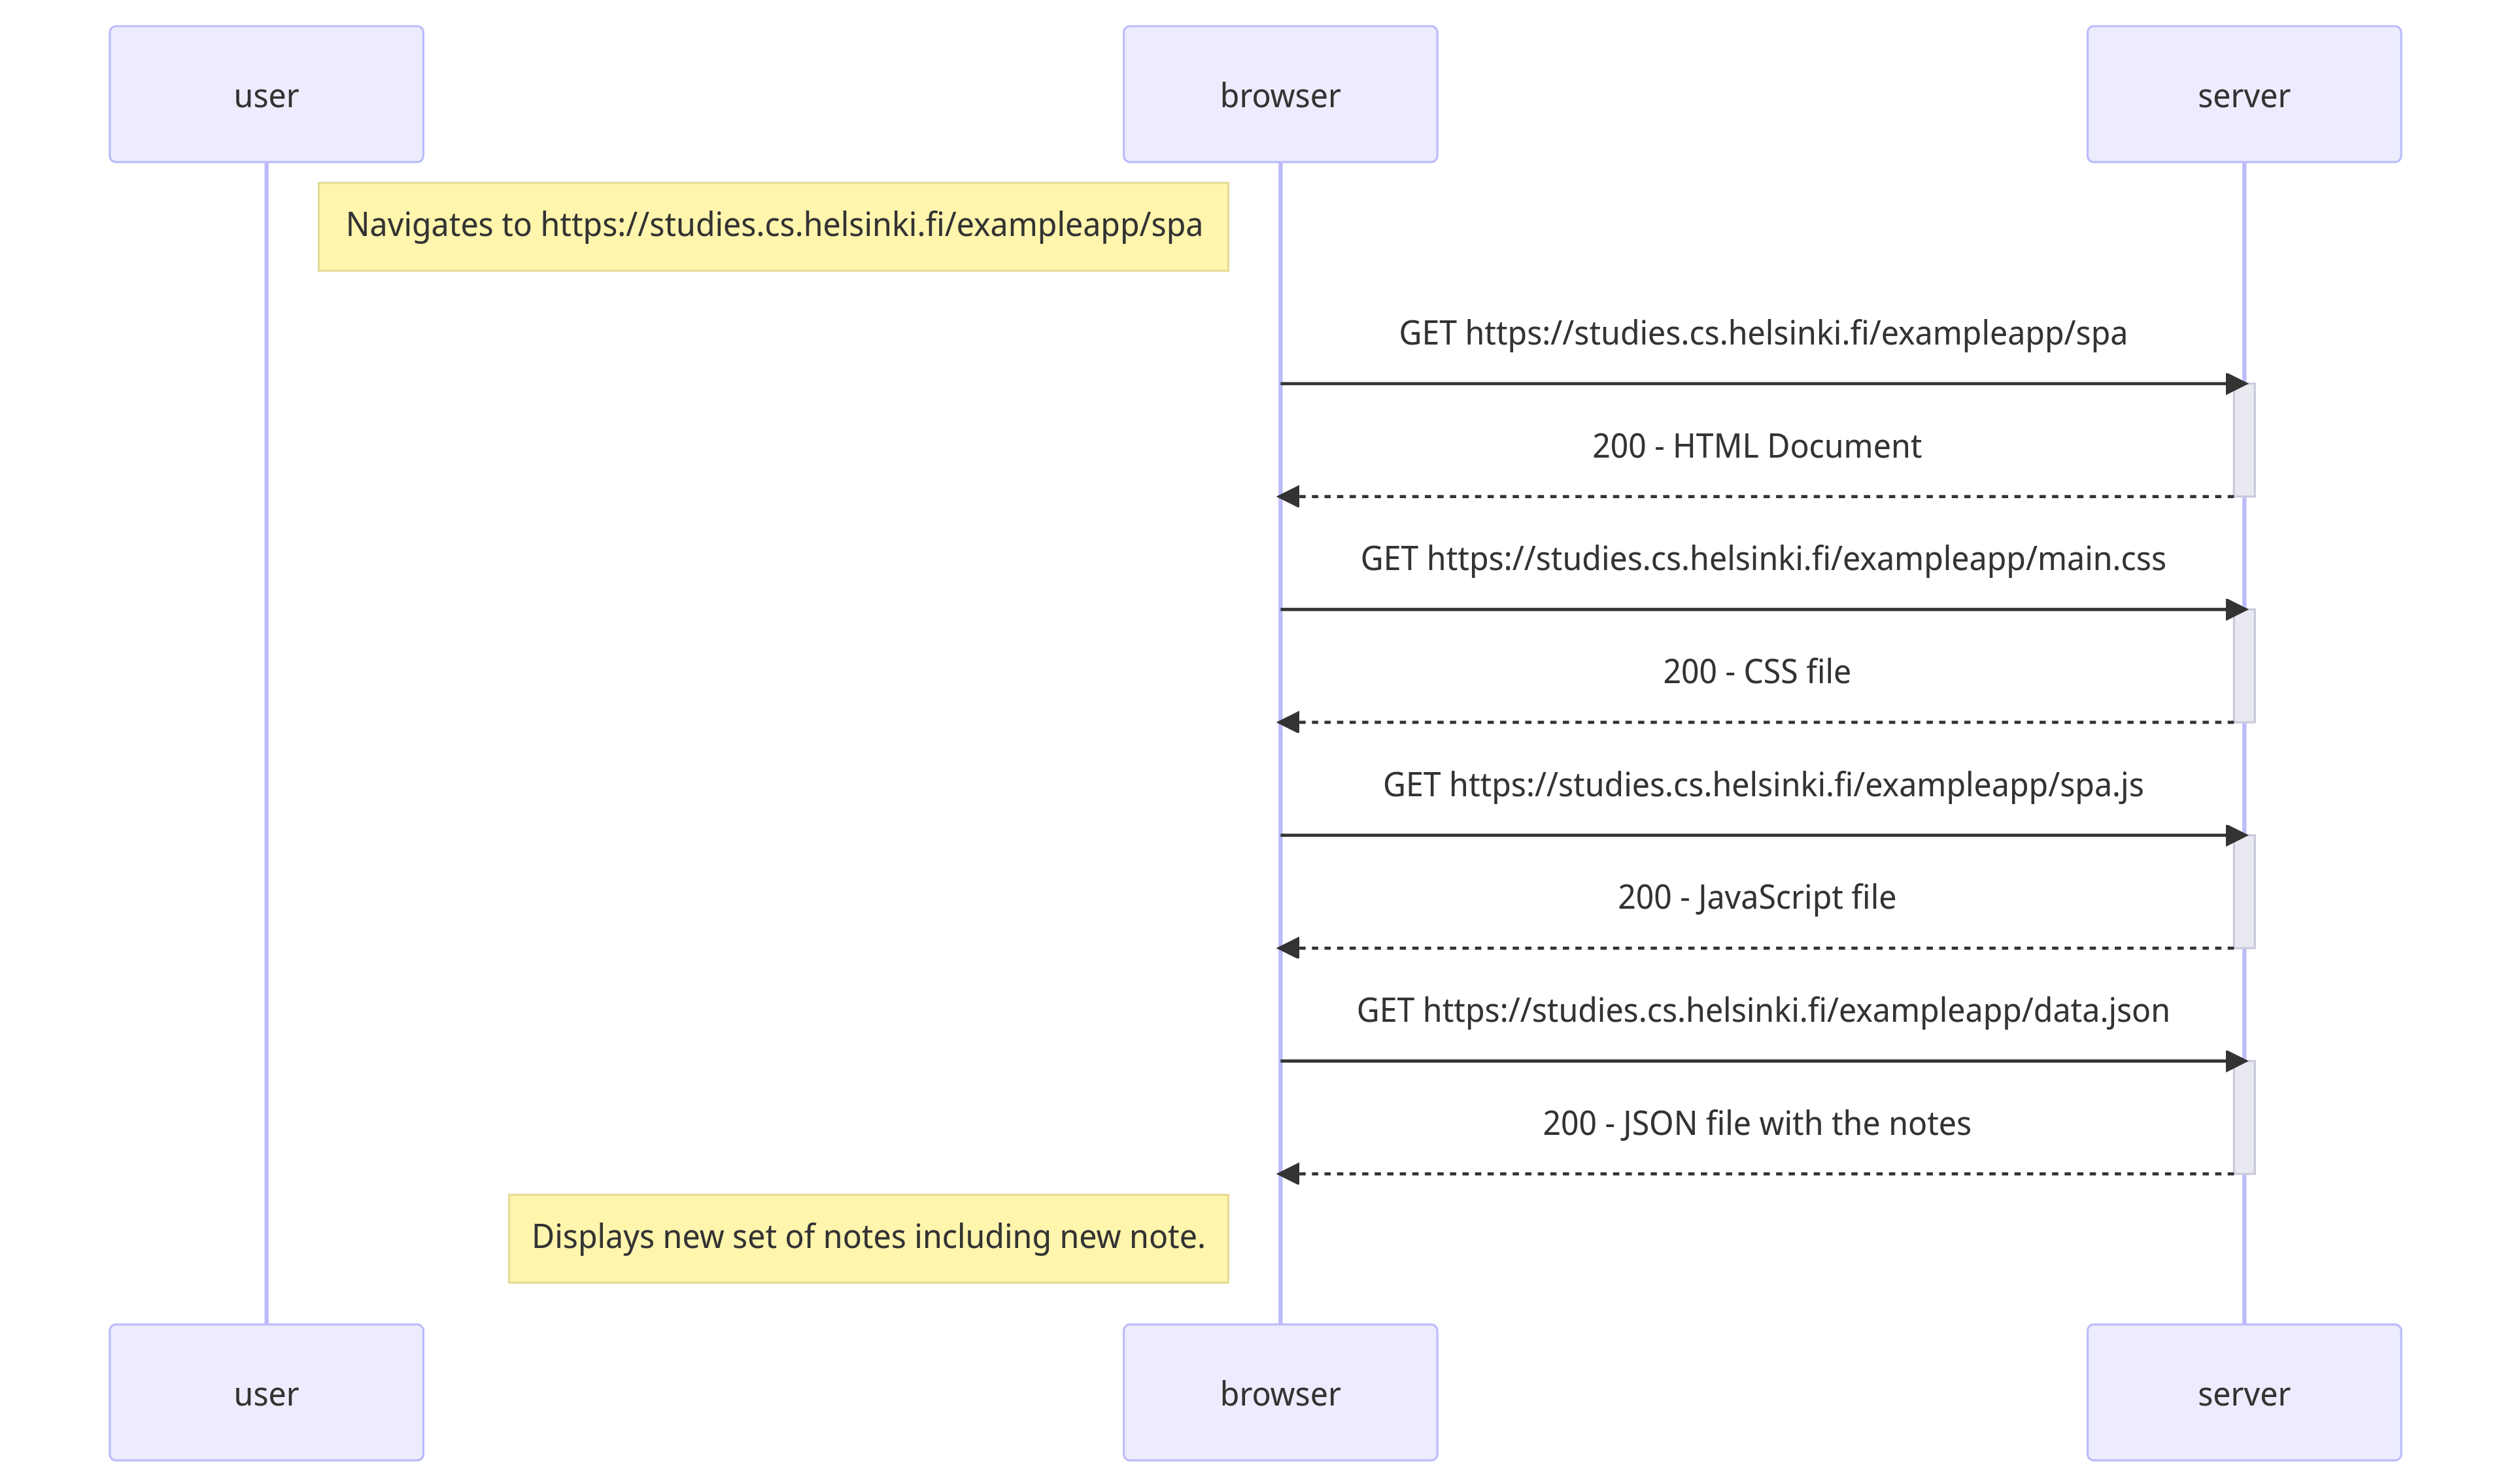 user
browser
server
Navigates to https://studies.cs.helsinki.fi/exampleapp/spa
GET https://studies.cs.helsinki.fi/exampleapp/spa
200 - HTML Document
GET https://studies.cs.helsinki.fi/exampleapp/main.css
200 - CSS file
GET https://studies.cs.helsinki.fi/exampleapp/spa.js
200 - JavaScript file
GET https://studies.cs.helsinki.fi/exampleapp/data.json
200 - JSON file with the notes
Displays new set of notes including new note.
user
browser
server